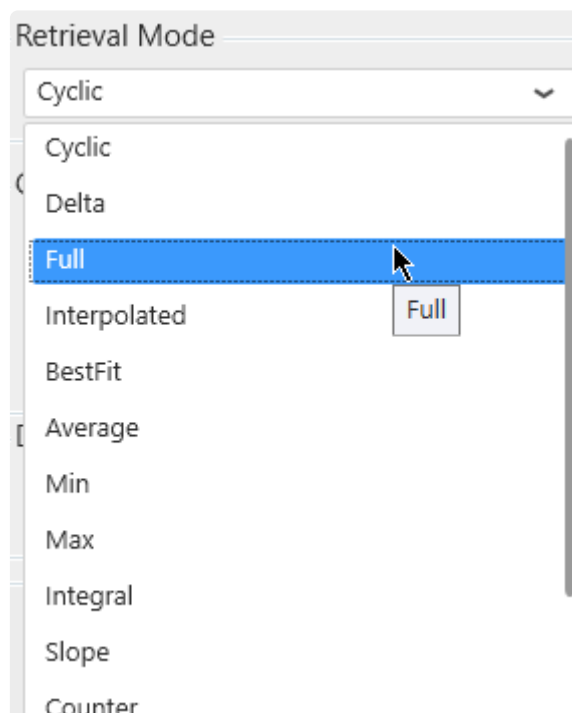 Retrieval Mode
Cyclic
Cyclic
Delta
Full
Full
Interpolated
BestFit
Average
Min
Max
Integral
Slope
Counter